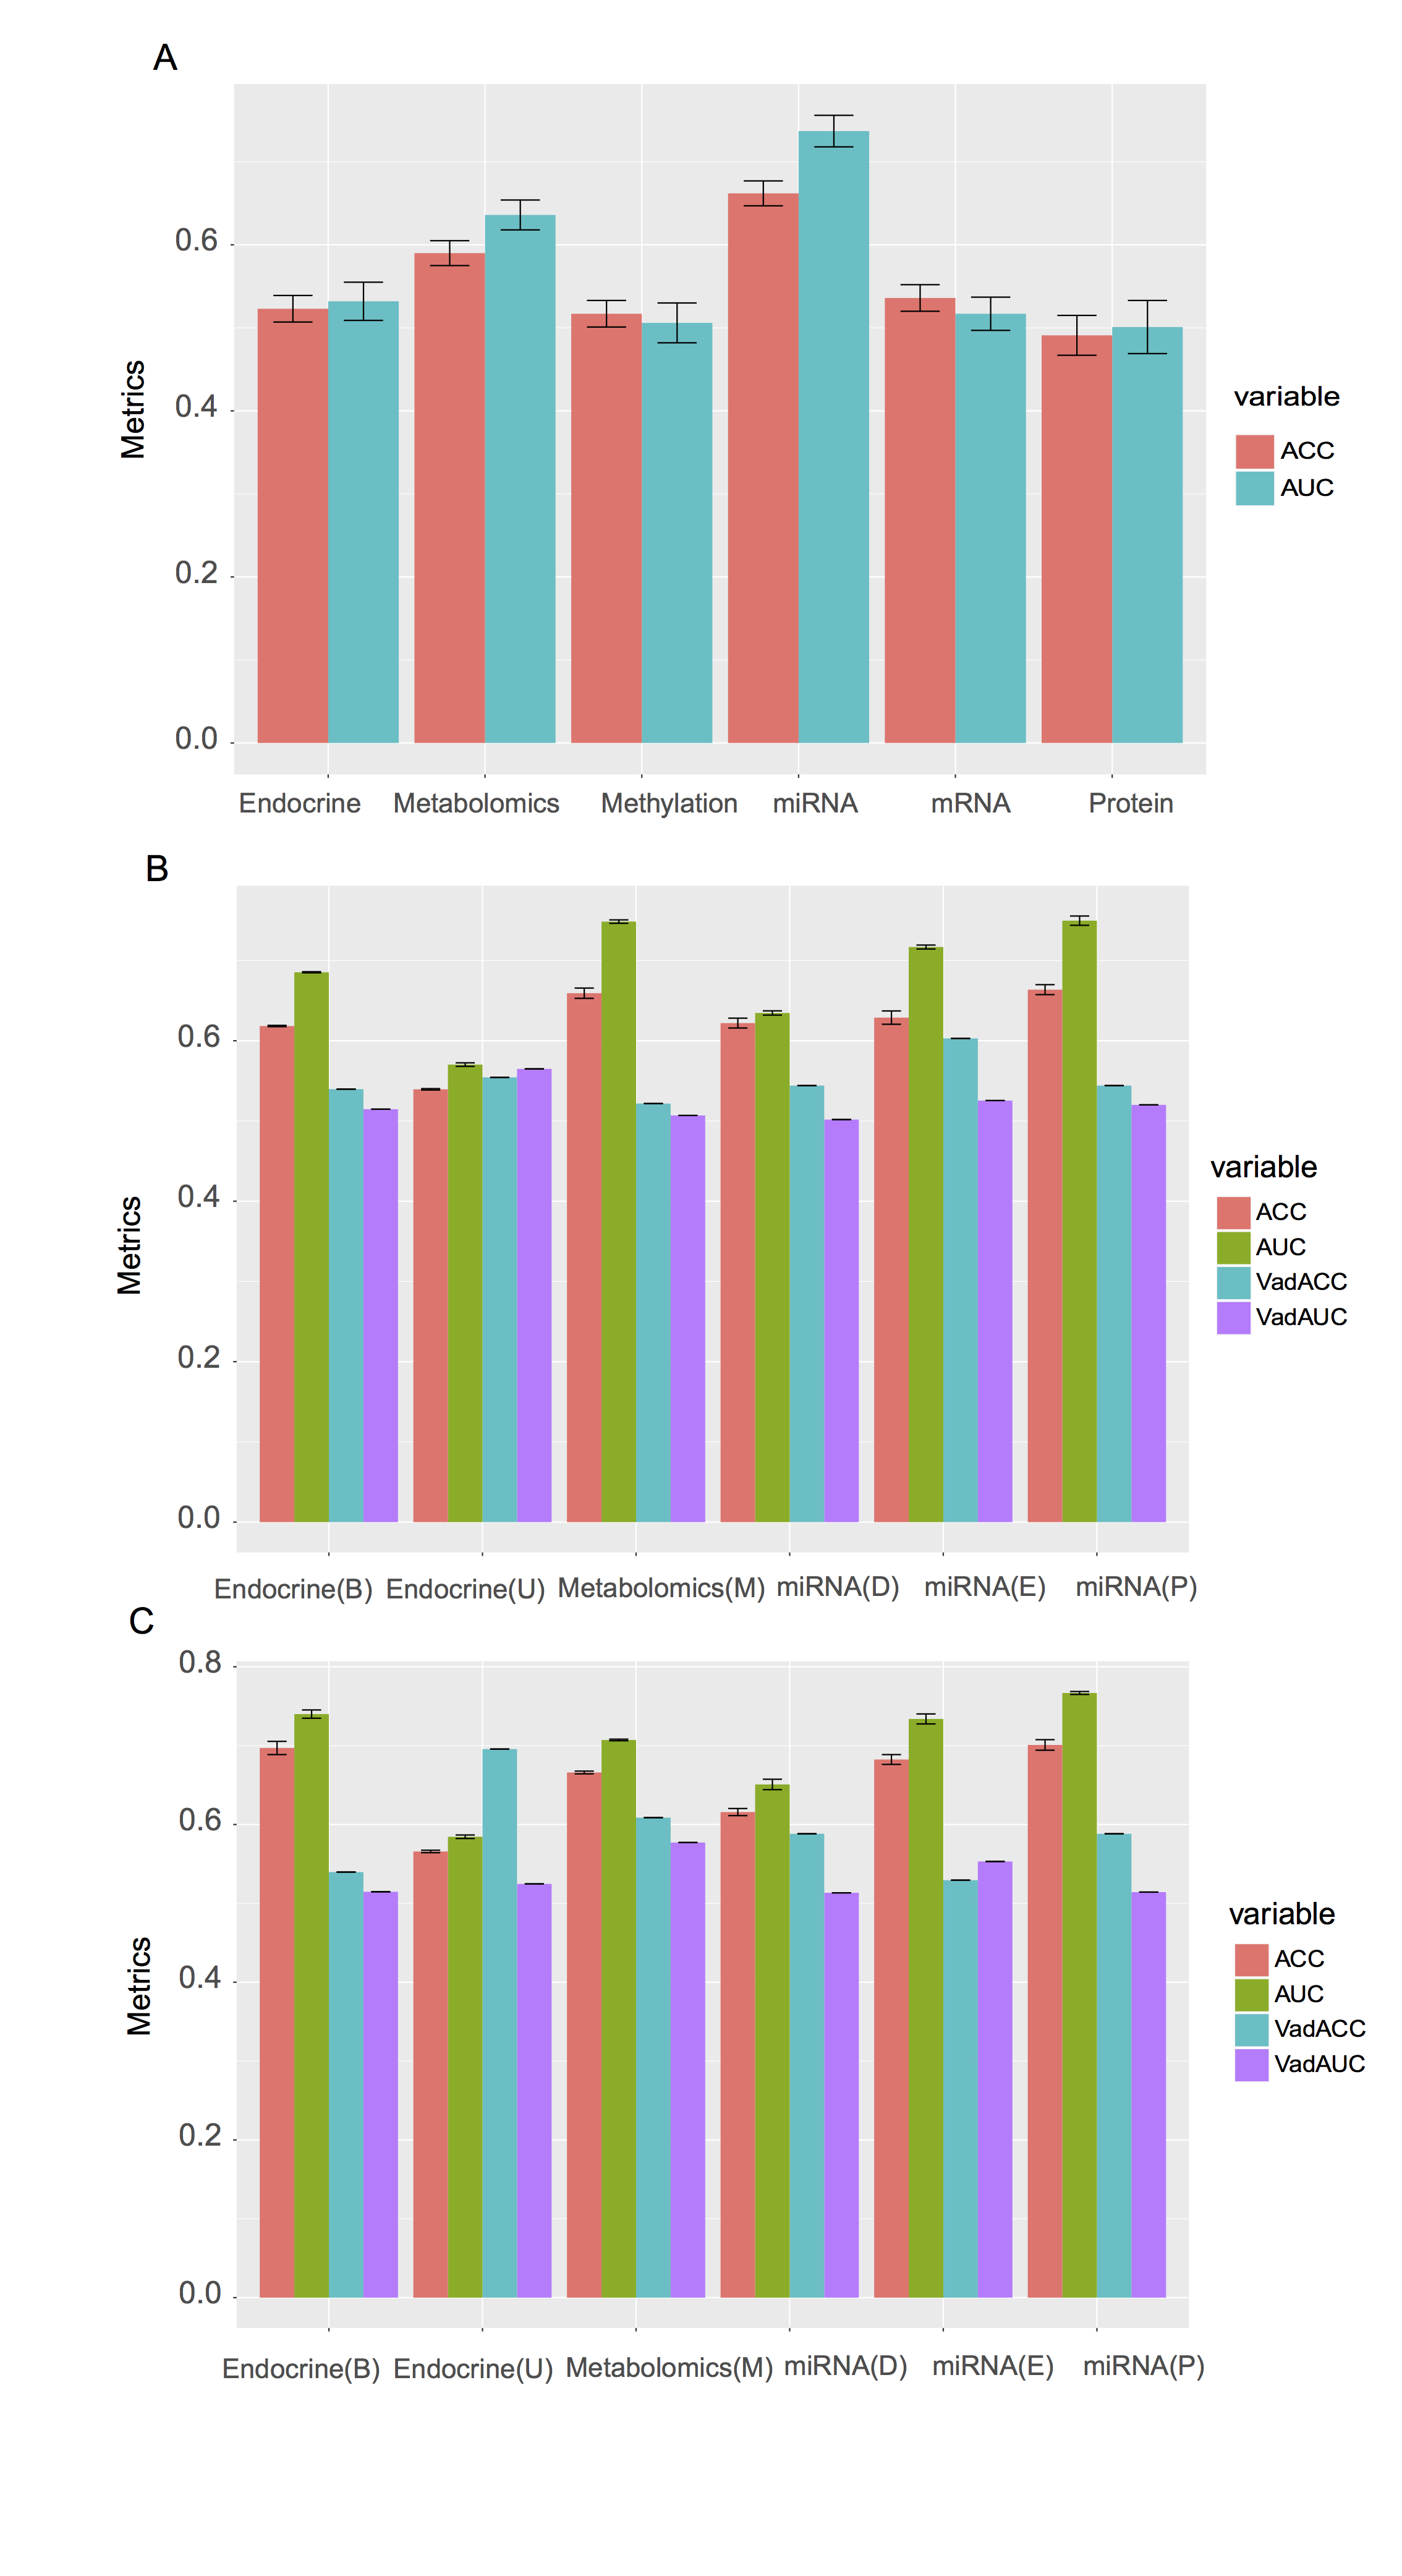 A
Metrics
0.6
0.4
0.2
0.0
Endocrine Metabolomics Methylation miRNA mRNA Protein
variable
ACC
AUC
B
Metrics
0.6
0.4
0.2
0.0
Endocrine(B) Endocrine(U) Metabolomics(M) miRNA(D) miRNA(E) miRNA(P)
variable
ACC
AUC
VadACC
VadAUC
C
Metrics
0.8
0.6
0.4
0.2
0.0
Endocrine(B) Endocrine(U) Metabolomics(M) miRNA(D) miRNA(E) miRNA(P)
variable
ACC
AUC
VadACC
VadAUC